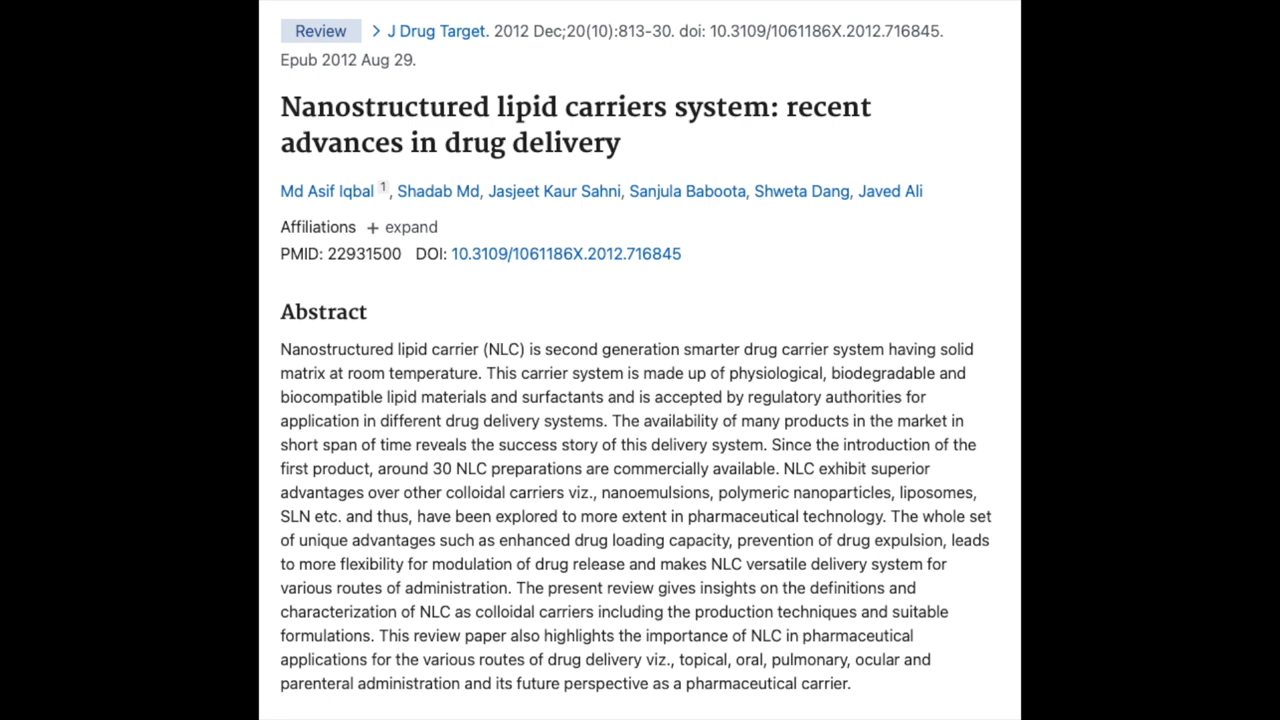 Review > J Drug Target. 2012 Dec;20(10):813-30. doi: 10.3109/1061186X.2012.716845.
Epub 2012 Aug 29.
Nanostructured lipid carriers system: recent
advances in drug delivery
Md Asif Iqbal 1, Shadab Md, Jasjeet Kaur Sahni, Sanjula Baboota, Shweta Dang, Javed Ali
Affiliations + expand
PMID: 22931500 DOI: 10.3109/1061186X.2012.716845
Abstract
Nanostructured lipid carrier (NLC) is second generation smarter drug carrier system having solid
matrix at room temperature. This carrier system is made up of physiological, biodegradable and
biocompatible lipid materials and surfactants and is accepted by regulatory authorities for
application in different drug delivery systems. The availability of many products in the market in
short span of time reveals the success story of this delivery system. Since the introduction of the
first product, around 30 NLC preparations are commercially available. NLC exhibit superior
advantages over other colloidal carriers viz., nanoemulsions, polymeric nanoparticles, liposomes,
SLN etc. and thus, have been explored to more extent in pharmaceutical technology. The whole set
of unique advantages such as enhanced drug loading capacity, prevention of drug expulsion, leads
to more flexibility for modulation of drug release and makes NLC versatile delivery system for
various routes of administration. The present review gives insights on the definitions and
characterization of NLC as colloidal carriers including the production techniques and suitable
formulations. This review paper also highlights the importance of NLC in pharmaceutical
applications for the various routes of drug delivery viz., topical, oral, pulmonary, ocular and
parenteral administration and its future perspective as a pharmaceutical carrier.